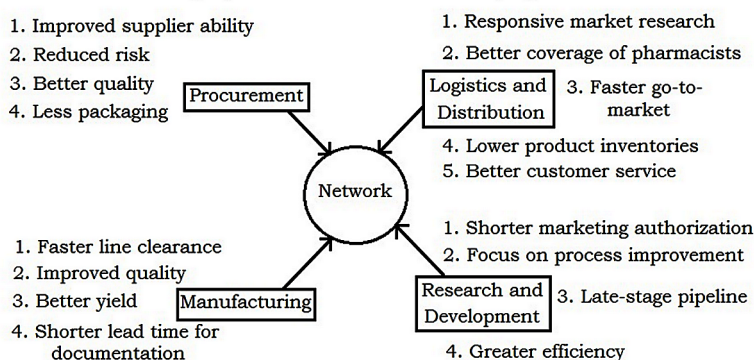 1. Improved supplier ability
2. Reduced risk
3. Better quality
4. Less packaging
Procurement
1. Responsive market research
2. Better coverage of pharmacists
Logistics and
Distribution
3. Faster go-to-
market
4. Lower product inventories
5. Better customer service
Network
1. Faster line clearance
2. Improved quality
3. Better yield
4. Shorter lead time for
documentation
Manufacturing
1. Shorter marketing authorization
2. Focus on process improvement
Research and
Development
3. Late-stage pipeline
4. Greater efficiency